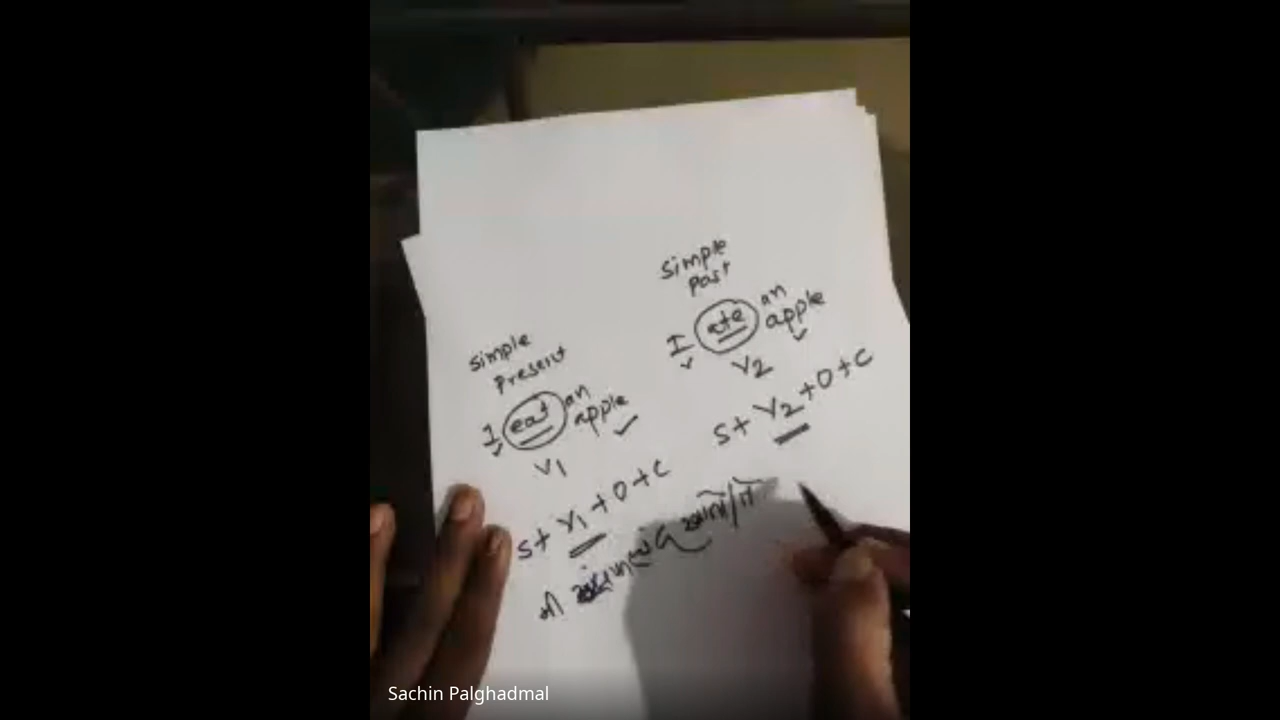 Simple
Present
I eat an
apple
V1
S + V1 + O + C
Simple
Past
I ate an
apple
V2
S + V2 + O + C
मी
Sachin Palghadmal